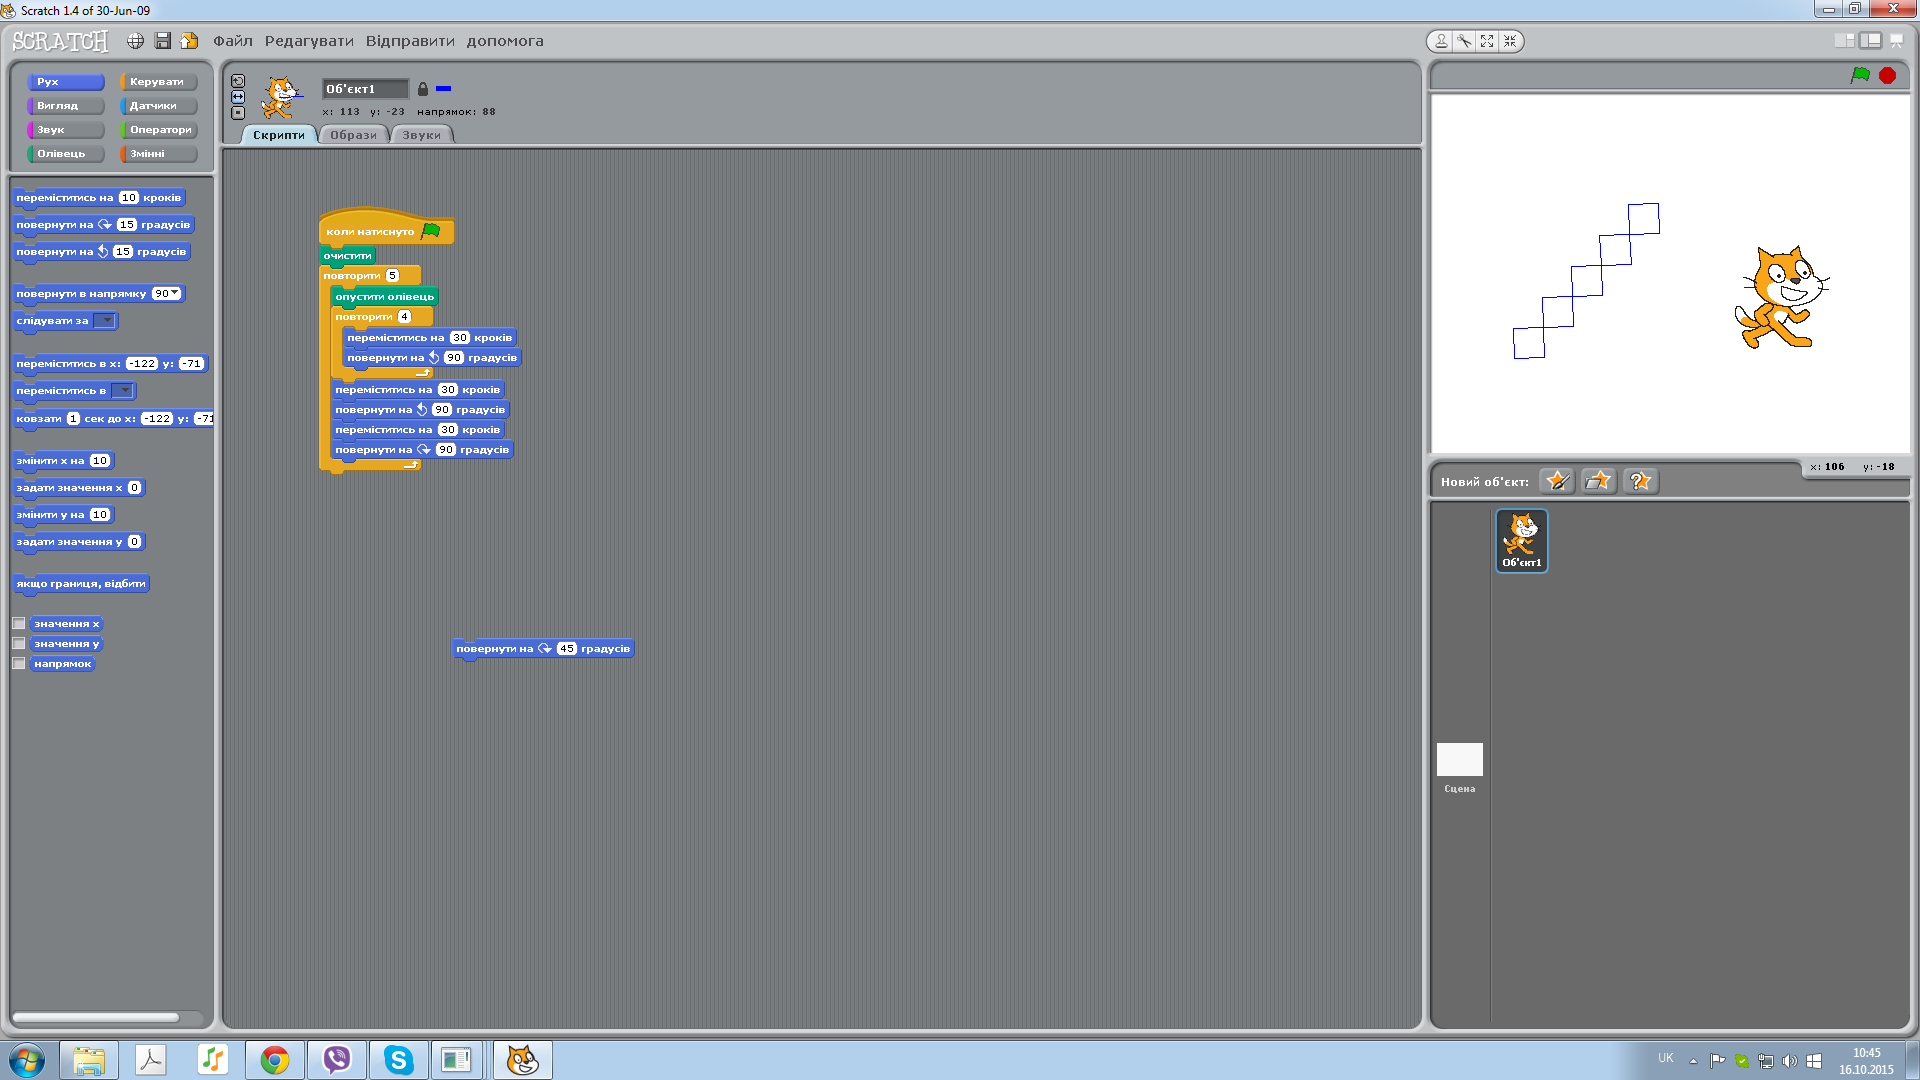 Scratch 1.4 of 30-Jun-09
SCRATCH
Файл Редагувати Відправити допомога
Рух Керувати
Вигляд Датчики
Звук Оператори
Олівець Змінні
переміститись на 10 кроків
повернути на 15 градусів
повернути на 15 градусів
повернути в напрямку 90
слідувати за
переміститись в x: -122 y: -71
переміститись в
ковзати 1 сек до x: -122 y: -71
змінити x на 10
задати значення x 0
змінити y на 10
задати значення y 0
якщо границя, відбити
значення x
значення y
напрямок
Об'єкт1
x: 113 y: -23 напрямок: 88
Скрипти Образи Звуки
коли натиснуто
очистити
повторити 5
опустити олівець
повторити 4
переміститись на 30 кроків
повернути на 90 градусів
переміститись на 30 кроків
повернути на 90 градусів
переміститись на 30 кроків
повернути на 90 градусів
повернути на 45 градусів
x: 106 y: -18
Новий об'єкт:
Об'єкт1
Сцена
UK
10:45
16.10.2015